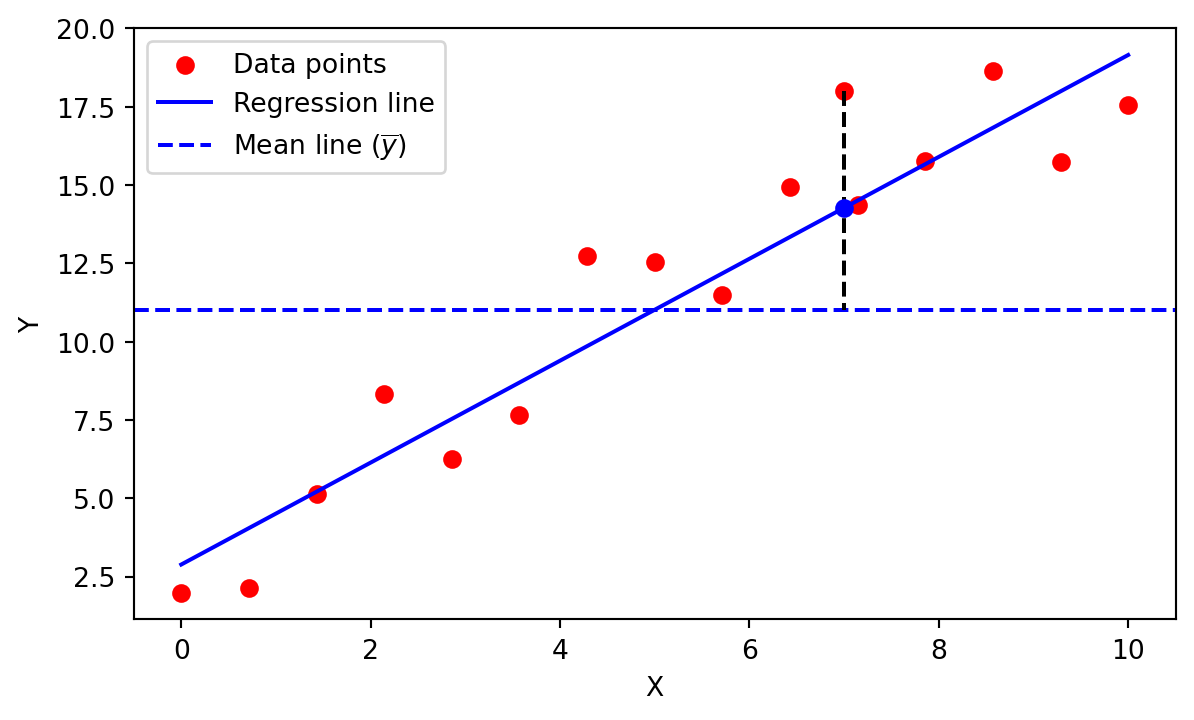 20.0
17.5
15.0
12.5
10.0
7.5
5.0
2.5
Y
Data points
Regression line
Mean line (y̅)
0 2 4 6 8 10
X